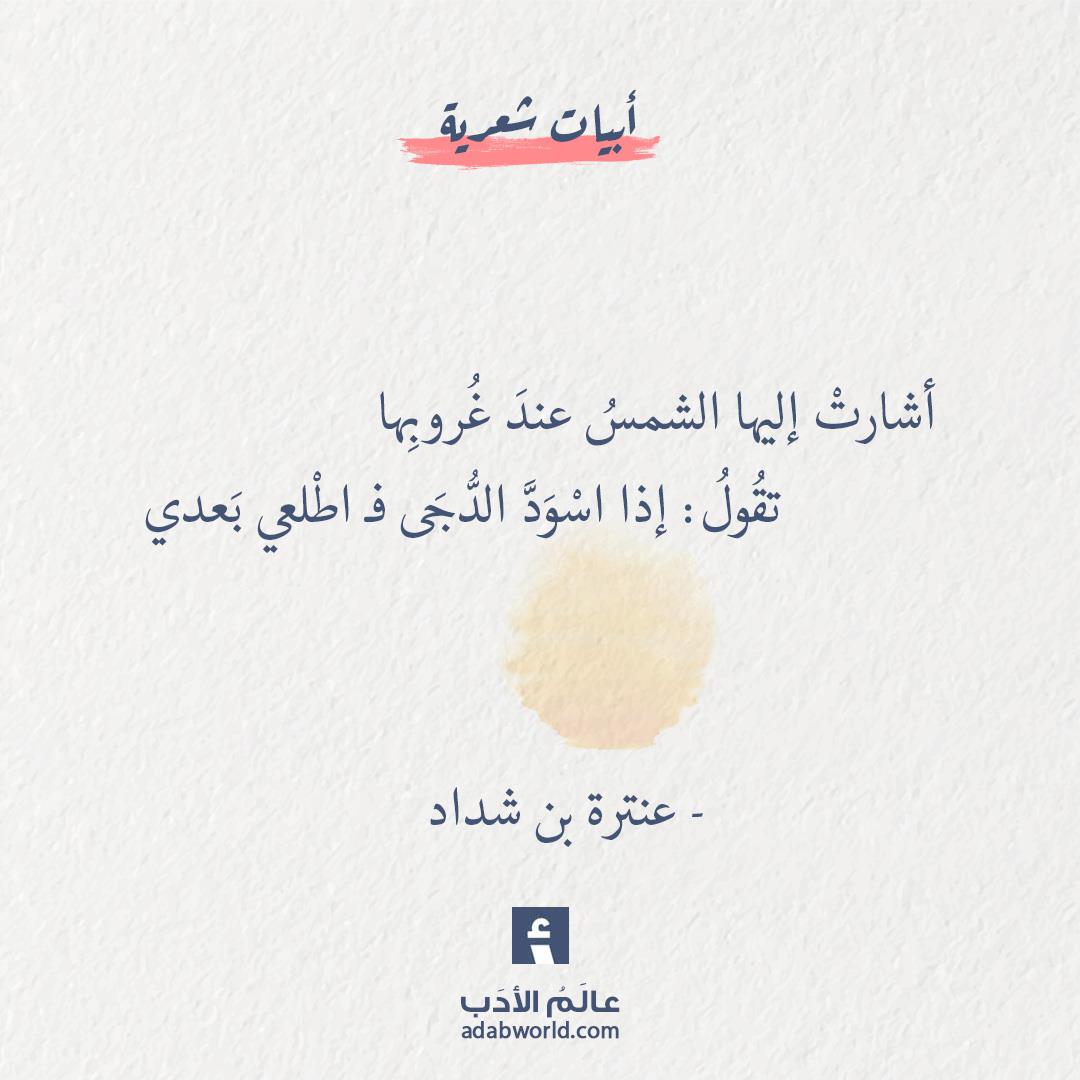 أبيات شعرية
أشارتْ إليها الشمسُ عندَ غُروبِها
تقُولُ: إذا اسْوَدَّ الدُّجَى فـ اطْلعي بَعدي
- عنترة بن شداد
أ
عالَمُ الأدَب
adabworld.com